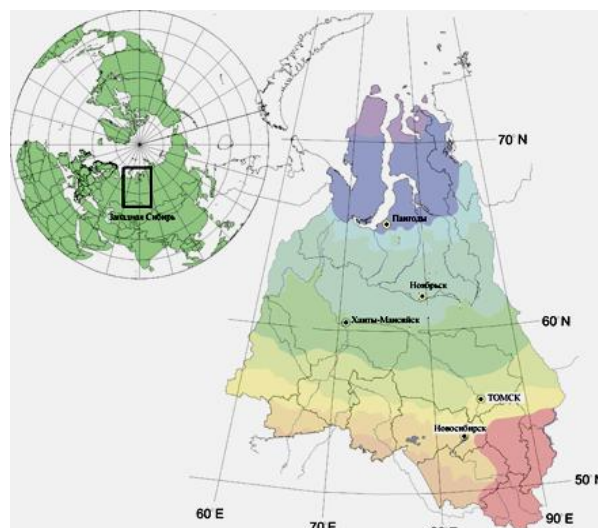 70°N
Западная Сибирь
Пангоды
Ноябрьск
Ханты-Мансийск
60°N
ТОМСК
Новосибирск
50°N
60°E
70°E
90°E